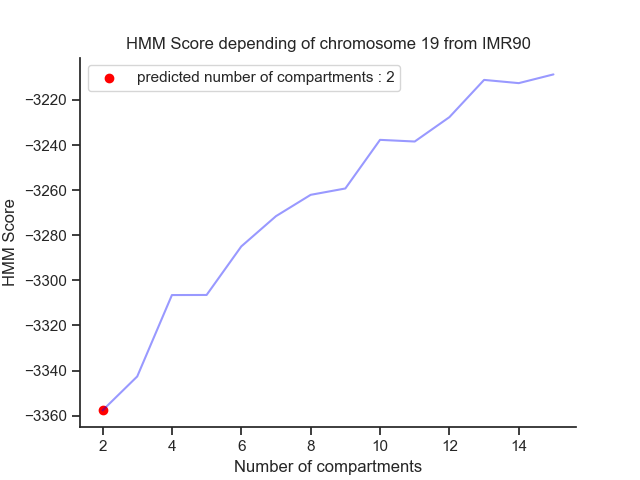 HMM Score depending of chromosome 19 from IMR90
predicted number of compartments : 2
−3220
−3240
−3260
−3280
−3300
−3320
−3340
−3360
HMM Score
2 4 6 8 10 12 14
Number of compartments